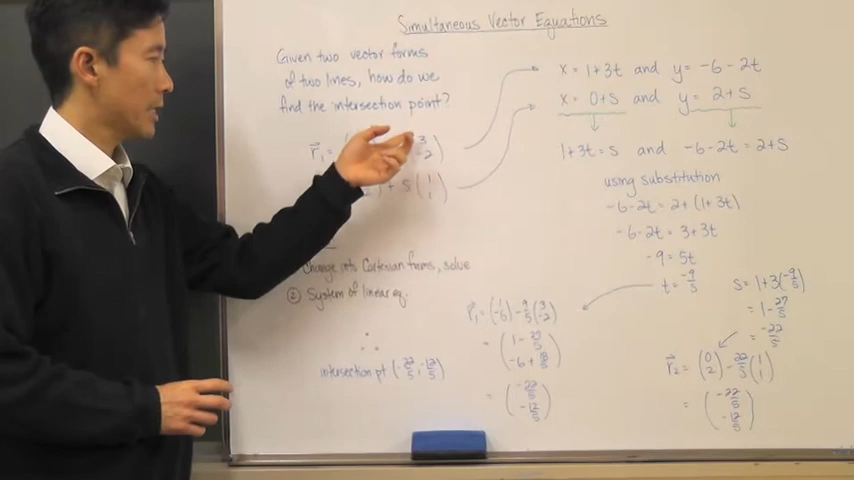 Simultaneous Vector Equations
Given two vector forms
of two lines, how do we
find the intersection point?
r₁ =
3
-2
+ s (1
1)
Change into Cartesian forms, solve
② System of linear eq.
∴
intersection pt (-22/5, -12/5)
x = 1+3t and y = -6-2t
x = 0+s and y = 2+s
1+3t = s and -6-2t = 2+s
using substitution
-6-2t = 2+(1+3t)
-6-2t = 3+3t
-9 = 5t
t = -9/5
s = 1+3(-9/5)
= 1-27/5
= -22/5
r₁ = (1 -6) - 9/5 (3 -2)
= (1 - 27/5
-6 + 18/5)
= (-22/5
-12/5)
r₂ = (0 2) - 22/5 (1 1)
= (-22/5
-12/5)